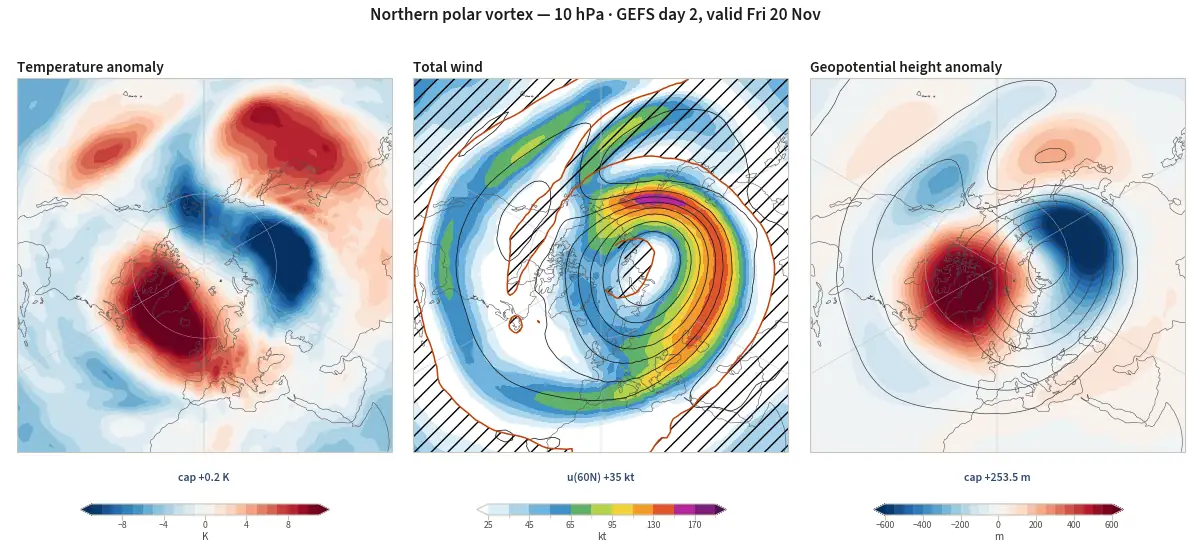 Northern polar vortex — 10 hPa · GEFS day 2, valid Fri 20 Nov
Temperature anomaly
Total wind
Geopotential height anomaly
cap +0.2 K
u(60N) +35 kt
cap +253.5 m
−8 −4 0 4 8
K
25 45 65 95 130 170
kt
−600 −400 −200 0 200 400 600
m